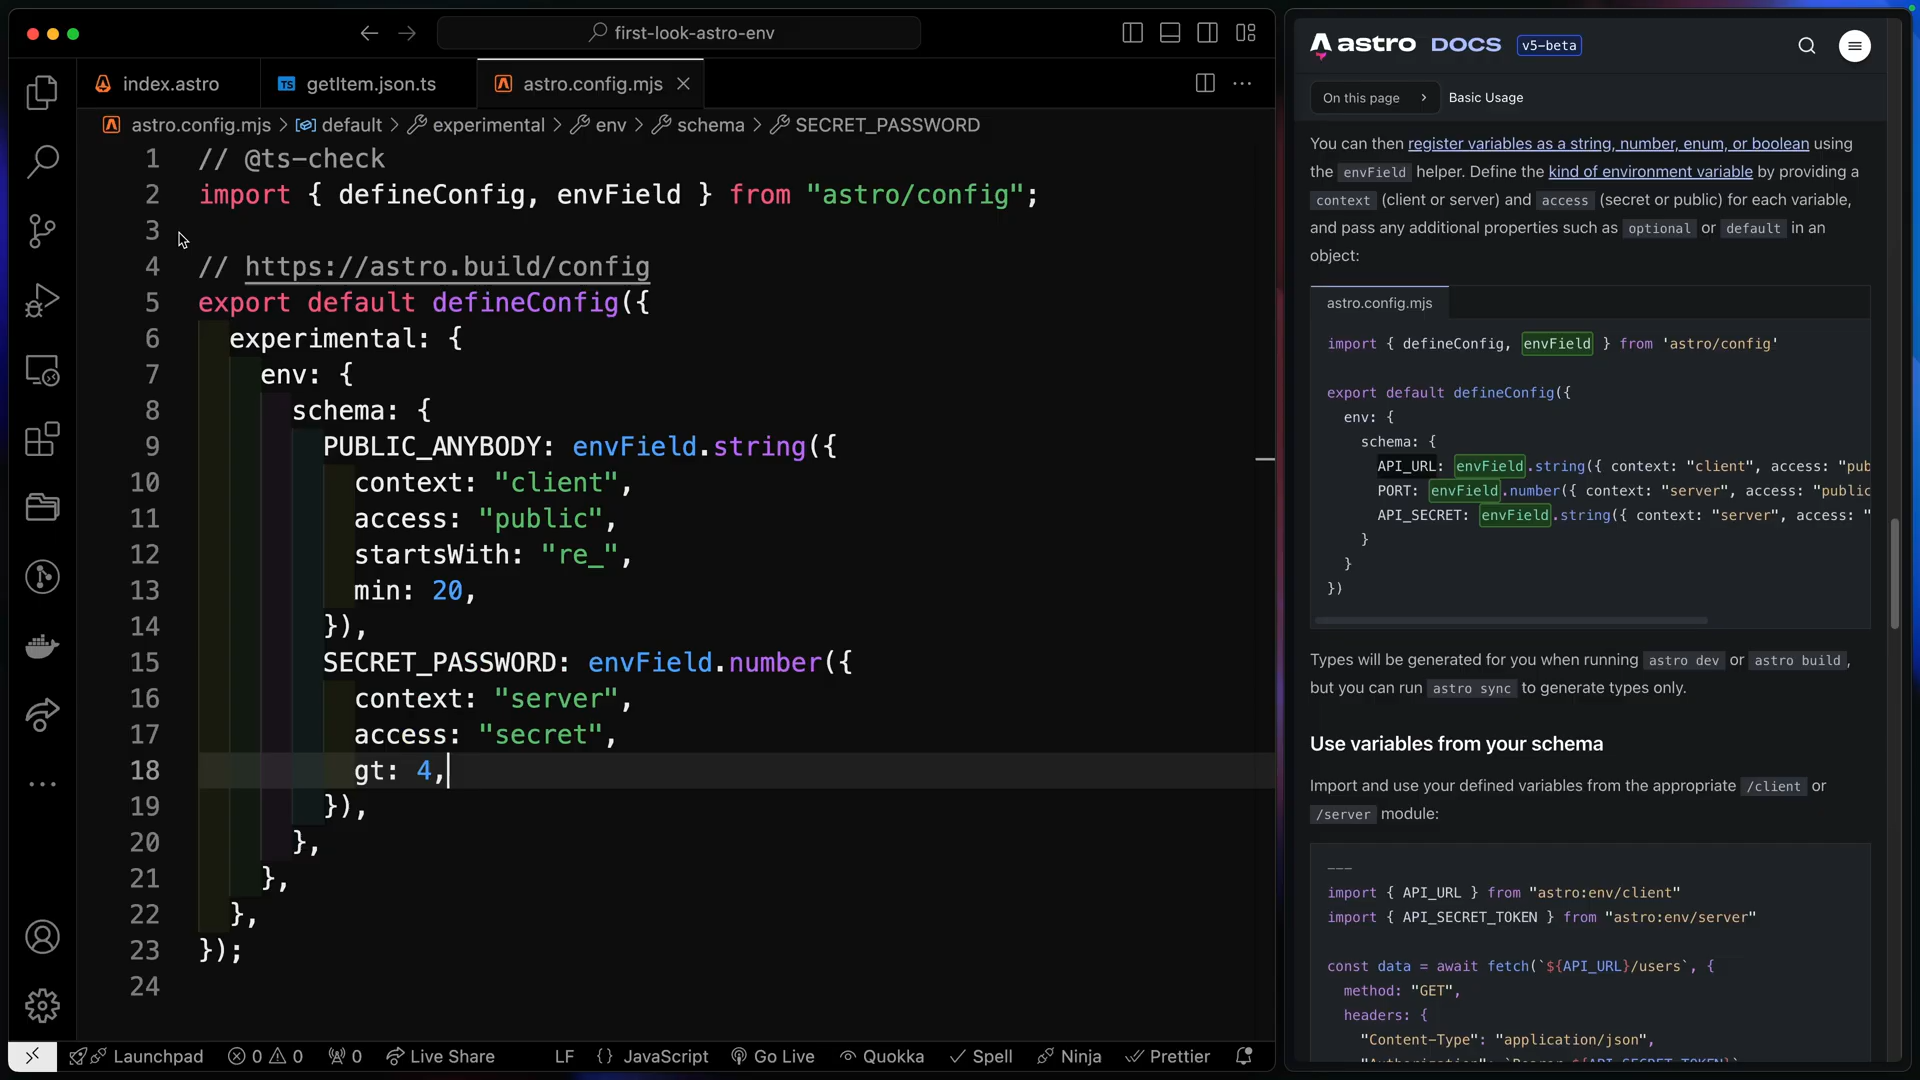 first-look-astro-env
index.astro
TS getItem.json.ts
astro.config.mjs
astro.config.mjs > default > experimental > env > schema > SECRET_PASSWORD
1 // @ts-check
2 import { defineConfig, envField } from "astro/config";
3
4 // https://astro.build/config
5 export default defineConfig({
6 experimental: {
7 env: {
8 schema: {
9 PUBLIC_ANYBODY: envField.string({
10 context: "client",
11 access: "public",
12 startsWith: "re_",
13 min: 20,
14 }),
15 SECRET_PASSWORD: envField.number({
16 context: "server",
17 access: "secret",
18 gt: 4,
19 }),
20 },
21 },
22 },
23 });
24
Launchpad 0 0 0 Live Share LF {} JavaScript Go Live Quokka Spell Ninja Prettier
astro DOCS v5-beta
On this page > Basic Usage
You can then register variables as a string, number, enum, or boolean using
the envField helper. Define the kind of environment variable by providing a
context (client or server) and access (secret or public) for each variable,
and pass any additional properties such as optional or default in an
object:
astro.config.mjs
import { defineConfig, envField } from 'astro/config'
export default defineConfig({
env: {
schema: {
API_URL: envField.string({ context: "client", access: "pub
PORT: envField.number({ context: "server", access: "public
API_SECRET: envField.string({ context: "server", access: "
}
}
})
Types will be generated for you when running astro dev or astro build,
but you can run astro sync to generate types only.
Use variables from your schema
Import and use your defined variables from the appropriate /client or
/server module:
---
import { API_URL } from "astro:env/client"
import { API_SECRET_TOKEN } from "astro:env/server"
const data = await fetch(`${API_URL}/users`, {
method: "GET",
headers: {
"Content-Type": "application/json",
"Authorization": `Bearer ${API_SECRET_TOKEN}`